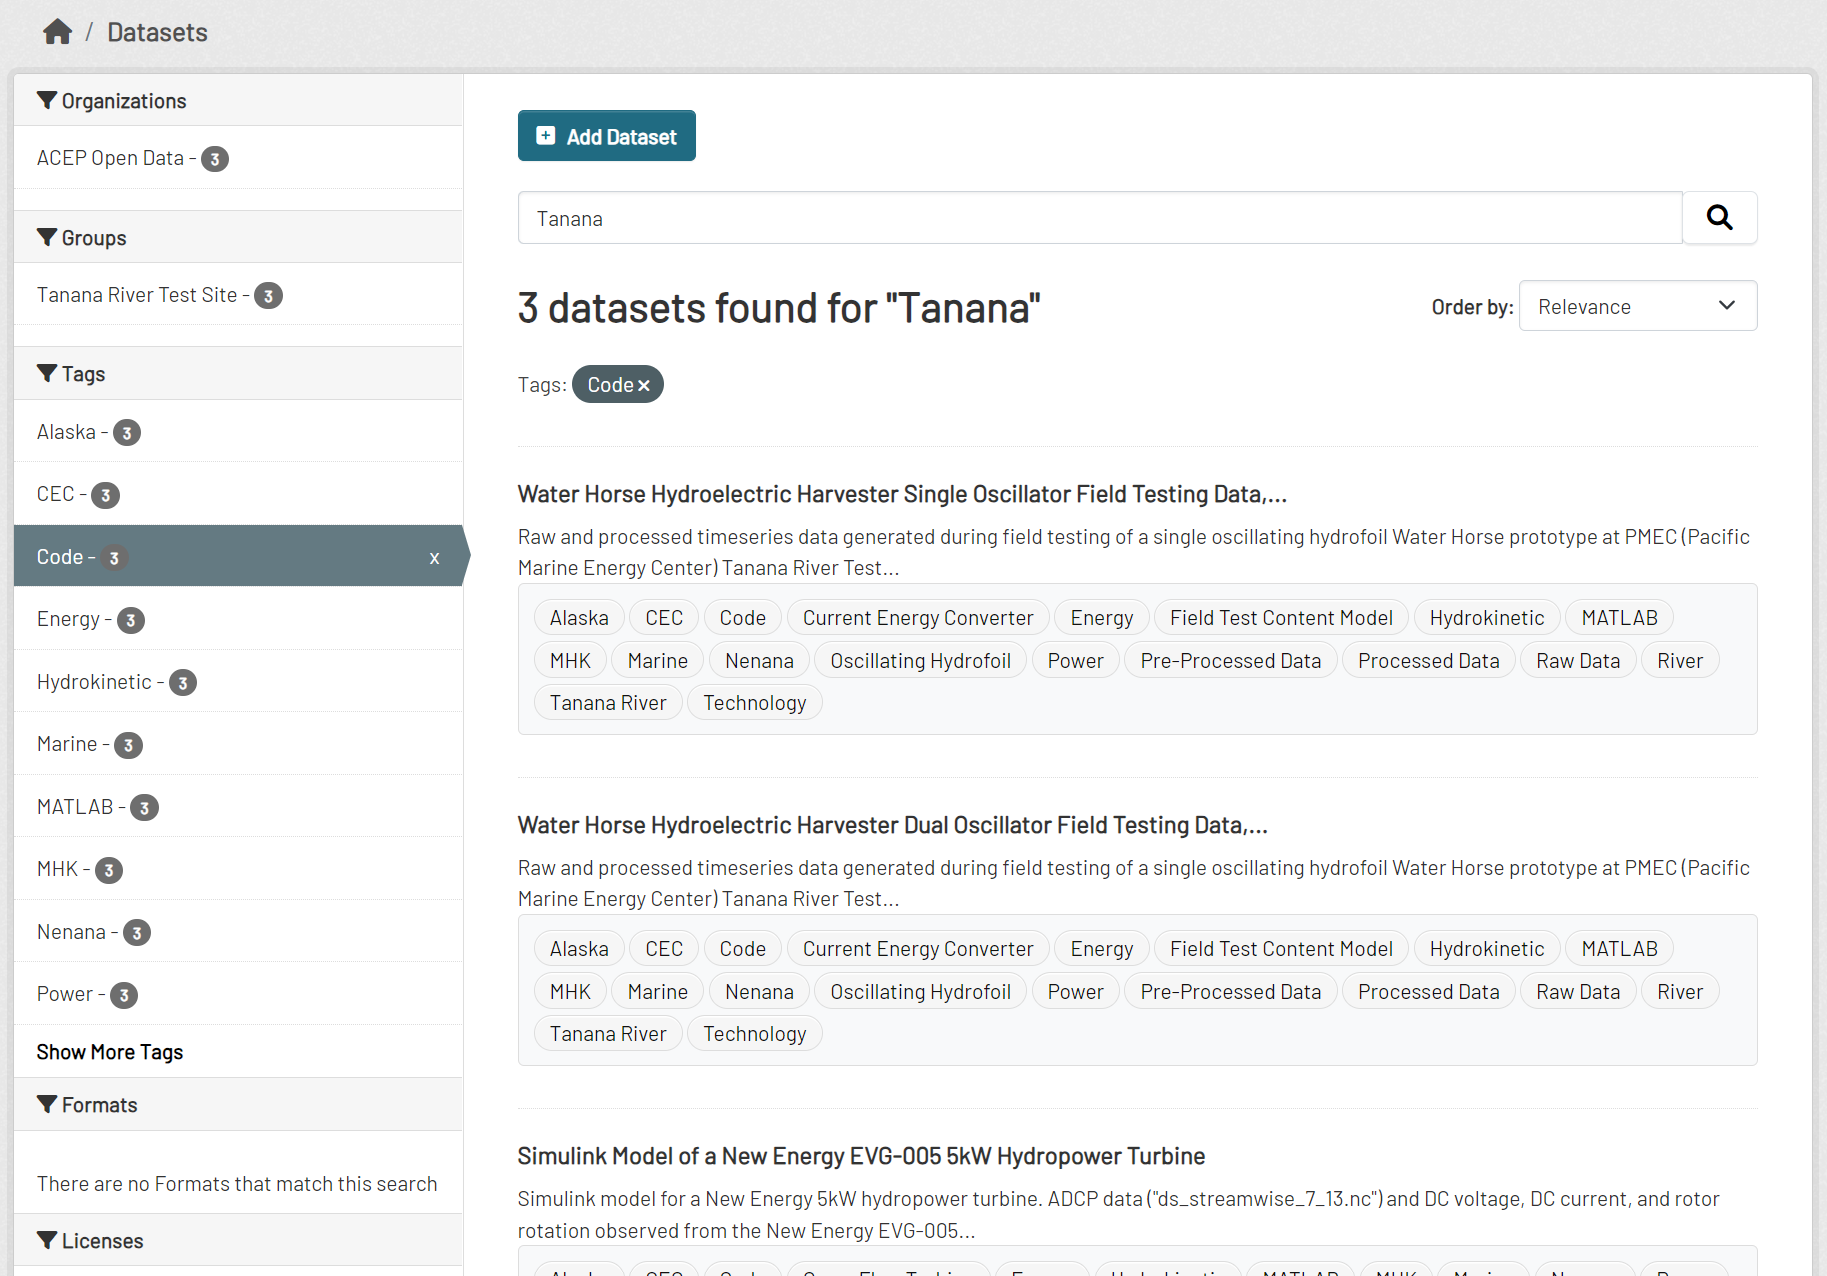 / Datasets
Organizations
ACEP Open Data - 3
Groups
Tanana River Test Site - 3
Tags
Alaska - 3
CEC - 3
Code - 3 x
Energy - 3
Hydrokinetic - 3
Marine - 3
MATLAB - 3
MHK - 3
Nenana - 3
Power - 3
Show More Tags
Formats
There are no Formats that match this search
Licenses
Add Dataset
Tanana
3 datasets found for "Tanana"
Order by: Relevance
Tags: Code ×
Water Horse Hydroelectric Harvester Single Oscillator Field Testing Data,...
Raw and processed timeseries data generated during field testing of a single oscillating hydrofoil Water Horse prototype at PMEC (Pacific
Marine Energy Center) Tanana River Test...
Alaska CEC Code Current Energy Converter Energy Field Test Content Model Hydrokinetic MATLAB
MHK Marine Nenana Oscillating Hydrofoil Power Pre-Processed Data Processed Data Raw Data River
Tanana River Technology
Water Horse Hydroelectric Harvester Dual Oscillator Field Testing Data,...
Raw and processed timeseries data generated during field testing of a single oscillating hydrofoil Water Horse prototype at PMEC (Pacific
Marine Energy Center) Tanana River Test...
Alaska CEC Code Current Energy Converter Energy Field Test Content Model Hydrokinetic MATLAB
MHK Marine Nenana Oscillating Hydrofoil Power Pre-Processed Data Processed Data Raw Data River
Tanana River Technology
Simulink Model of a New Energy EVG-005 5kW Hydropower Turbine
Simulink model for a New Energy 5kW hydropower turbine. ADCP data ("ds_streamwise_7_13.nc") and DC voltage, DC current, and rotor
rotation observed from the New Energy EVG-005...